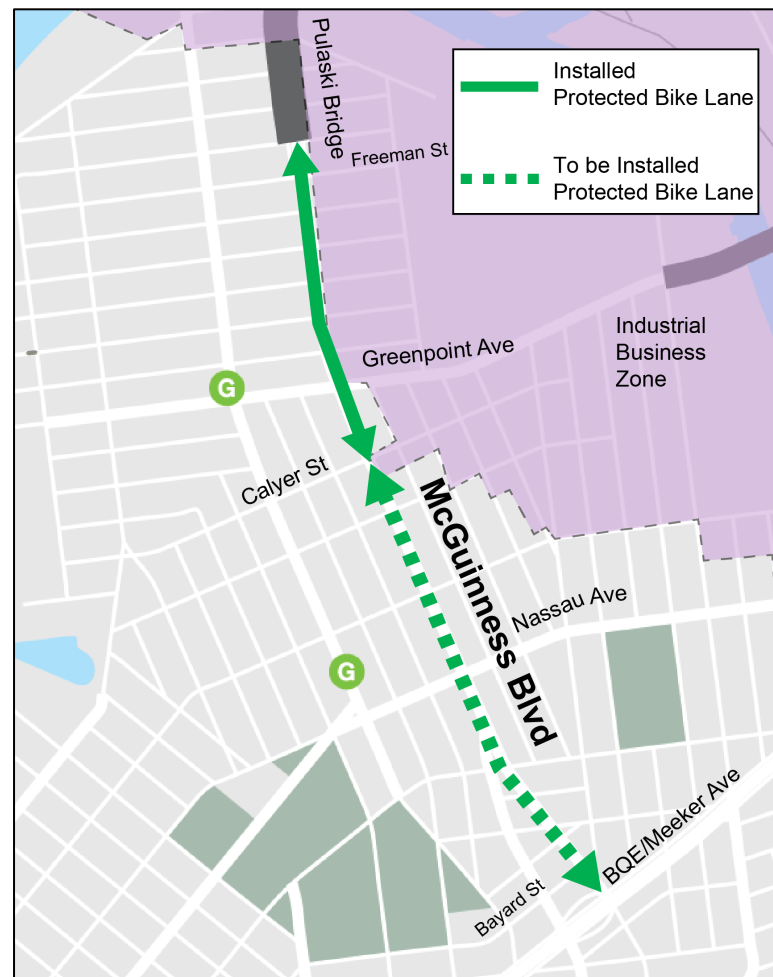 Pulaski Bridge
Installed
Protected Bike Lane
To be Installed
Protected Bike Lane
Freeman St
Industrial
Business
Zone
Greenpoint Ave
G
Calyer St
McGuinness Blvd
Nassau Ave
G
BQE/Meeker Ave
Bayard St